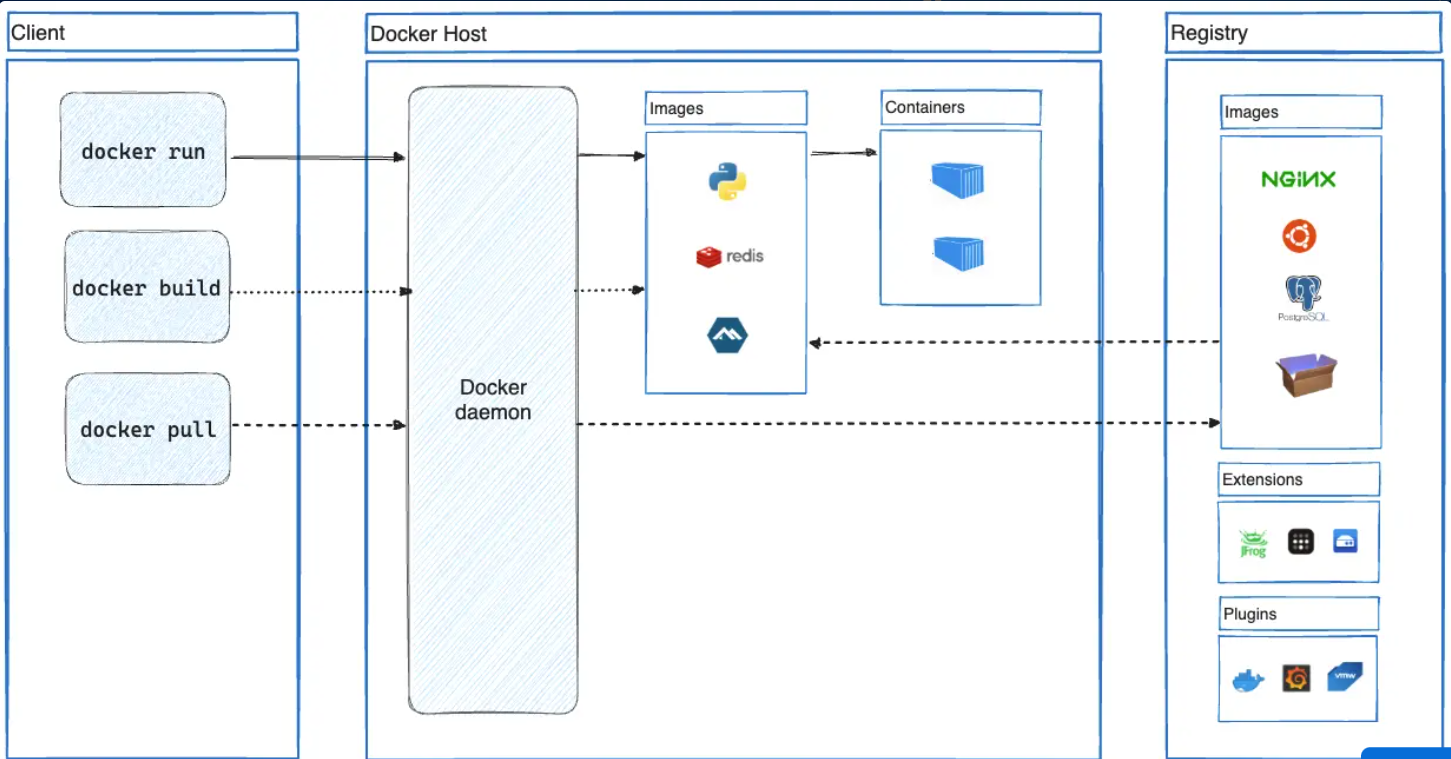 Client
docker run
docker build
docker pull
Docker Host
Docker
daemon
Images
redis
Containers
Registry
Images
NGINX
PostgreSQL
Extensions
JFrog
Plugins
vmw